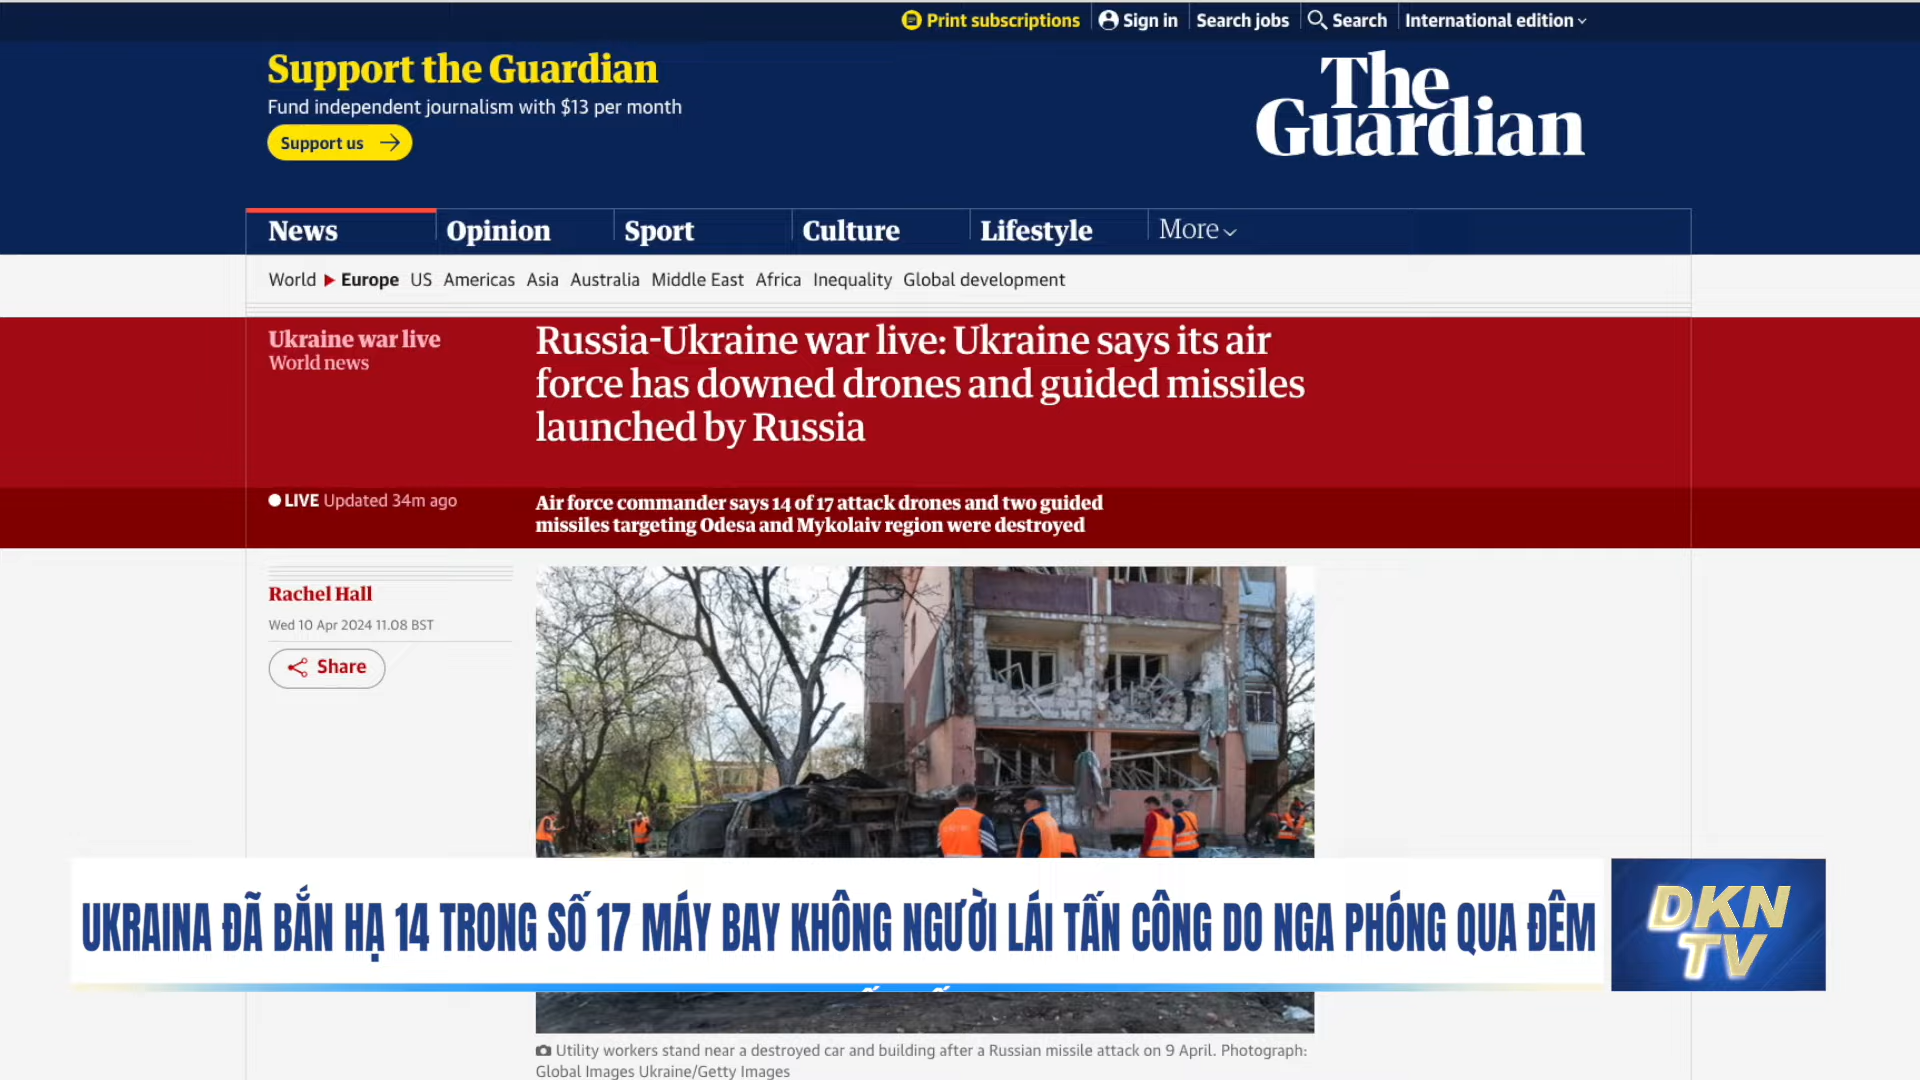 Print subscriptions
Sign in
Search jobs
Search
International edition
Support the Guardian
Fund independent journalism with $13 per month
Support us
The
Guardian
News
Opinion
Sport
Culture
Lifestyle
More
World
Europe
US
Americas
Asia
Australia
Middle East
Africa
Inequality
Global development
Ukraine war live
World news
Russia-Ukraine war live: Ukraine says its air
force has downed drones and guided missiles
launched by Russia
LIVE Updated 34m ago
Air force commander says 14 of 17 attack drones and two guided
missiles targeting Odesa and Mykolaiv region were destroyed
Rachel Hall
Wed 10 Apr 2024 11.08 BST
Share
UKRAINA ĐÃ BẮN HẠ 14 TRONG SỐ 17 MÁY BAY KHÔNG NGƯỜI LÁI TẤN CÔNG DO NGA PHÓNG QUA ĐÊM
DKN
TV
Utility workers stand near a destroyed car and building after a Russian missile attack on 9 April. Photograph:
Global Images Ukraine/Getty Images